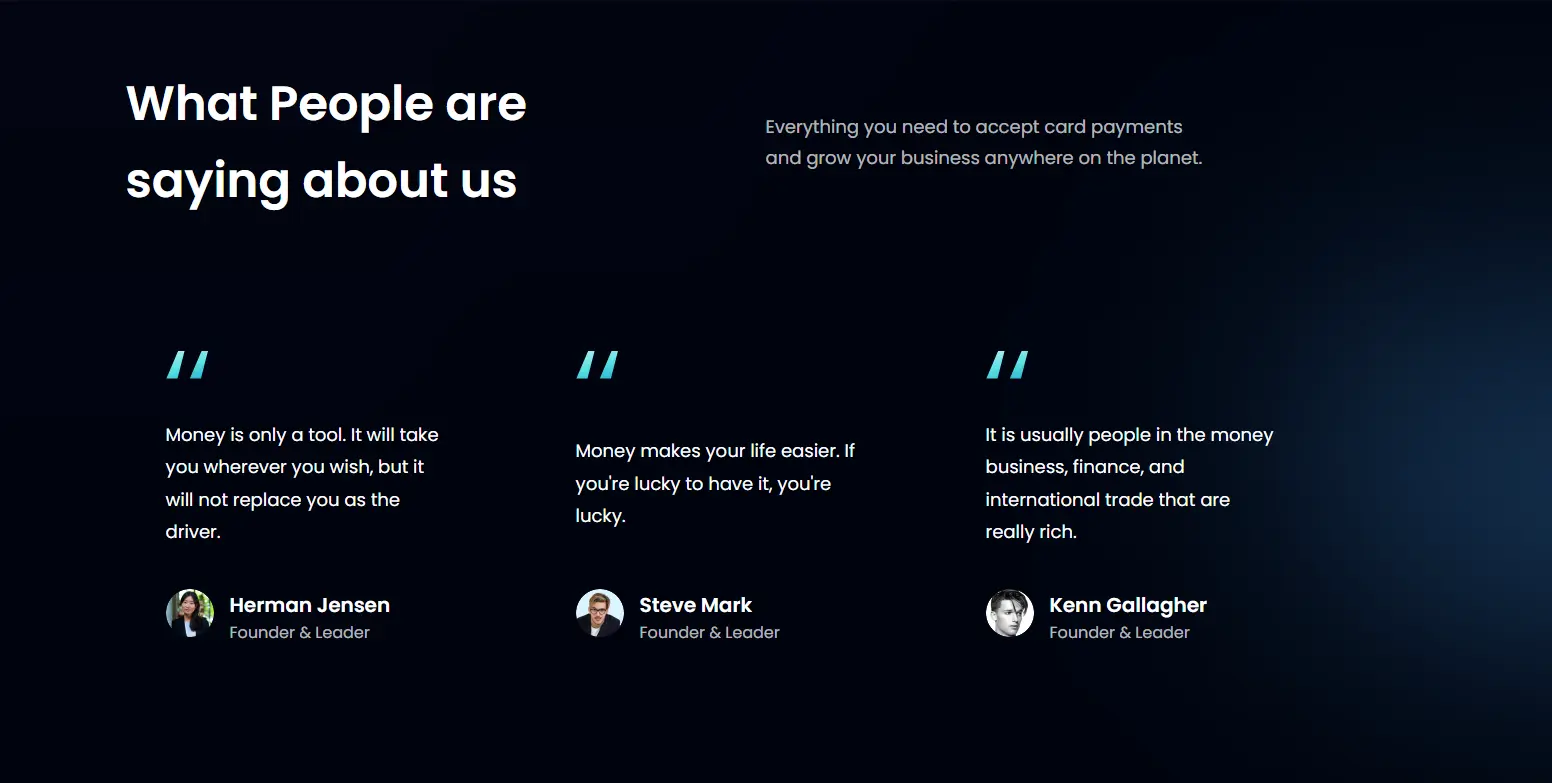 What People are
saying about us
Everything you need to accept card payments
and grow your business anywhere on the planet.
Money is only a tool. It will take
you wherever you wish, but it
will not replace you as the
driver.
Herman Jensen
Founder & Leader
Money makes your life easier. If
you're lucky to have it, you're
lucky.
Steve Mark
Founder & Leader
It is usually people in the money
business, finance, and
international trade that are
really rich.
Kenn Gallagher
Founder & Leader